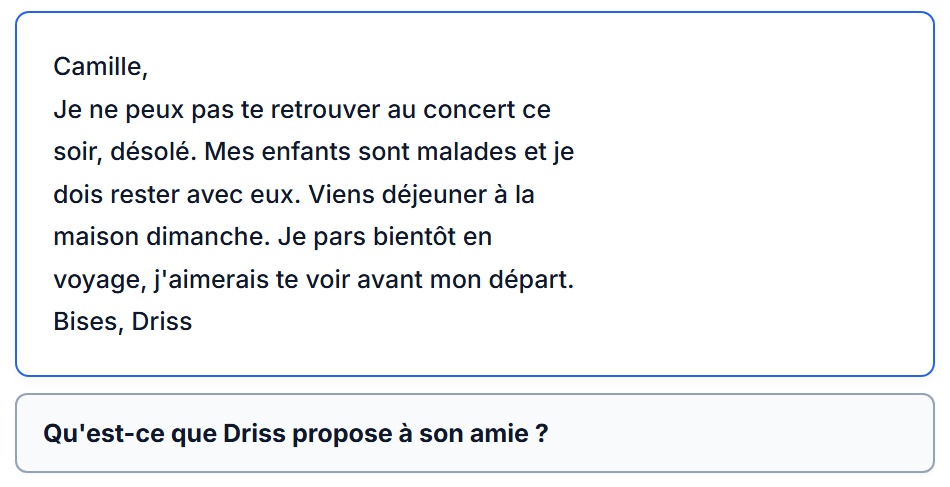 Camille,
Je ne peux pas te retrouver au concert ce
soir, désolé. Mes enfants sont malades et je
dois rester avec eux. Viens déjeuner à la
maison dimanche. Je pars bientôt en
voyage, j'aimerais te voir avant mon départ.
Bises, Driss
Qu'est-ce que Driss propose à son amie ?